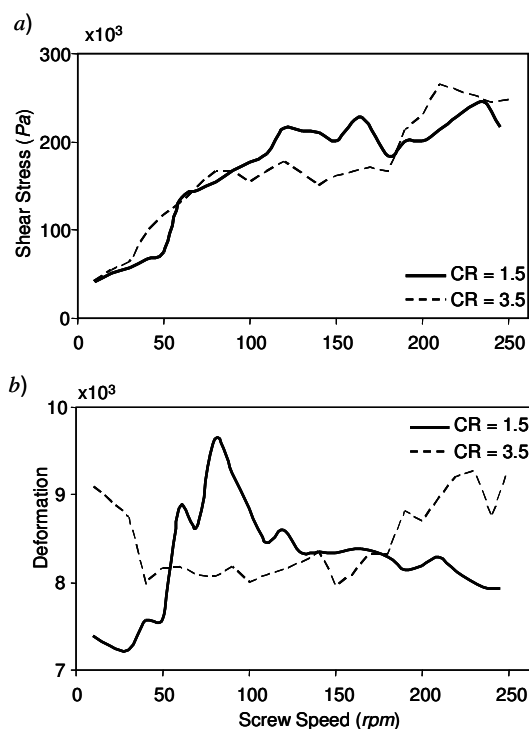 a)
x10³
300
200
100
0
Shear Stress (Pa)
CR = 1.5
CR = 3.5
0 50 100 150 200 250
b)
x10³
10
9
8
7
Deformation
CR = 1.5
CR = 3.5
0 50 100 150 200 250
Screw Speed (rpm)